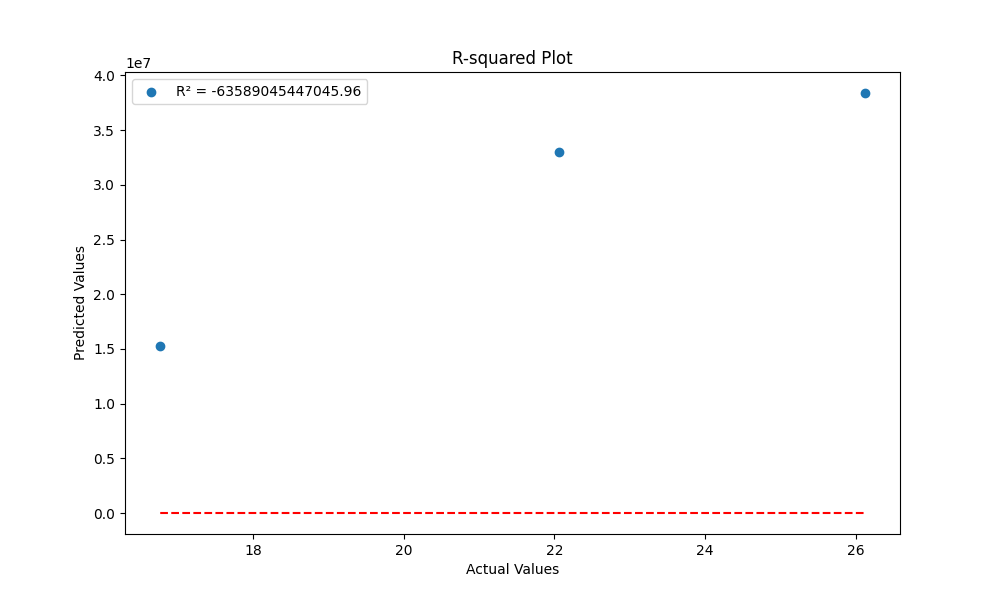 R-squared Plot
1e7
R² = -63589045447045.96
4.0
3.5
3.0
2.5
2.0
1.5
1.0
0.5
0.0
Predicted Values
18 20 22 24 26
Actual Values